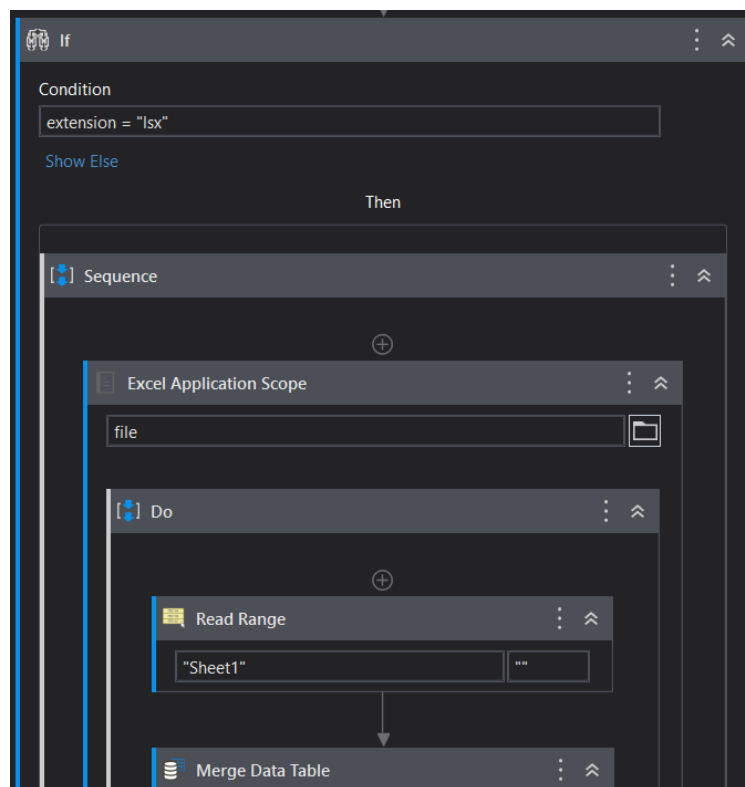 If
Condition
extension = "lsx"
Show Else
Then
Sequence
Excel Application Scope
file
Do
Read Range
"Sheet1" ""
Merge Data Table